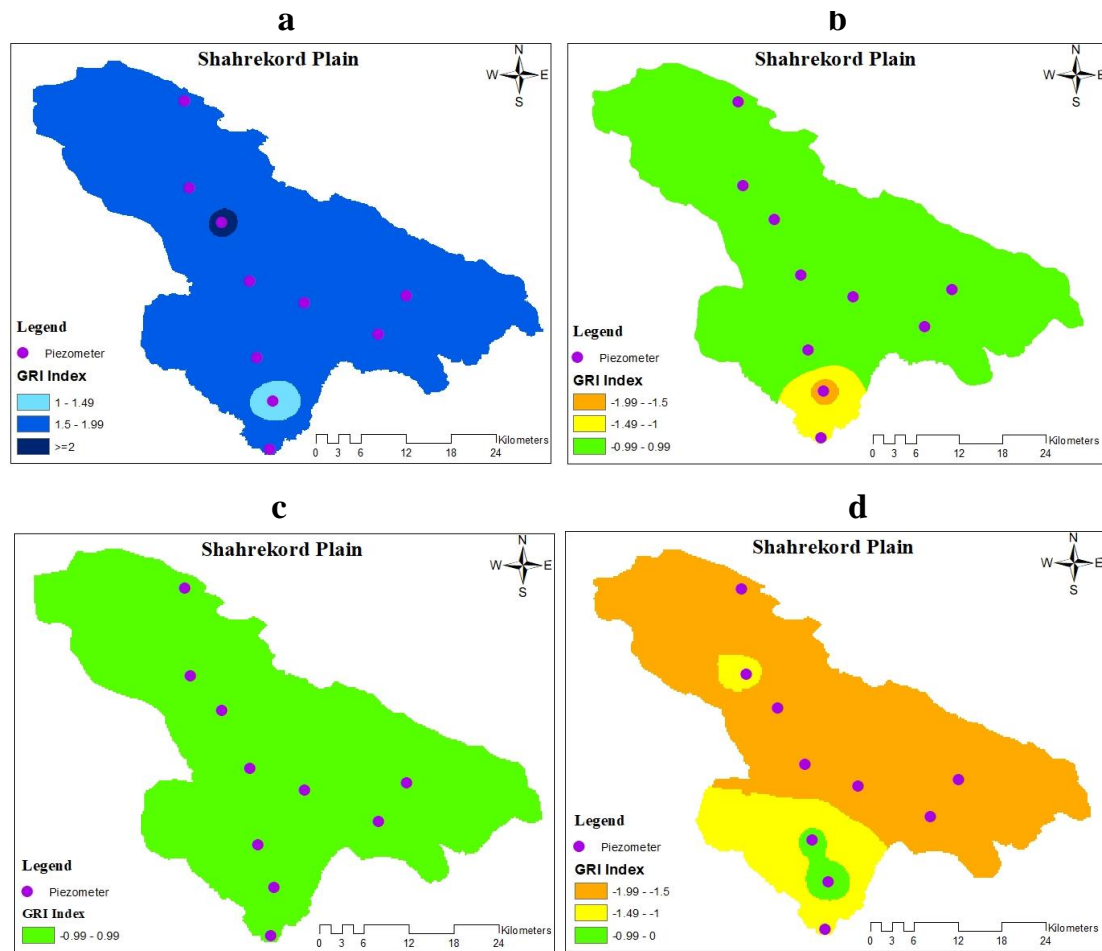 a
Shahrekord Plain
N
W E
S
Legend
Piezometer
GRI Index
1 - 1.49
1.5 - 1.99
>=2
Kilometers
0 3 6 12 18 24
b
Shahrekord Plain
N
W E
S
Legend
Piezometer
GRI Index
-1.99 - -1.5
-1.49 - -1
-0.99 - 0.99
Kilometers
0 3 6 12 18 24
c
Shahrekord Plain
N
W E
S
Legend
Piezometer
GRI Index
-0.99 - 0.99
Kilometers
0 3 6 12 18 24
d
Shahrekord Plain
N
W E
S
Legend
Piezometer
GRI Index
-1.99 - -1.5
-1.49 - -1
-0.99 - 0
Kilometers
0 3 6 12 18 24